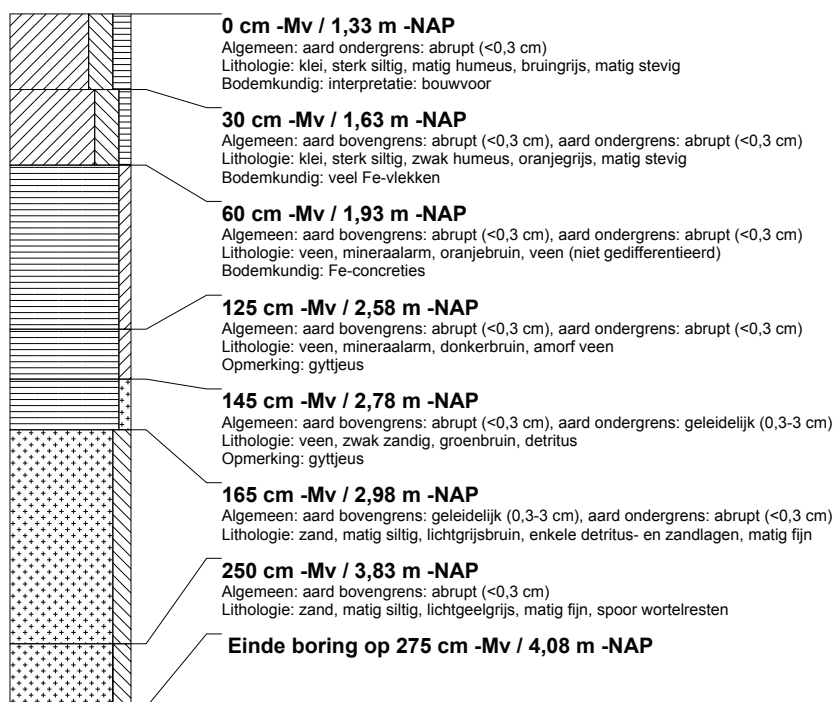 0 cm -Mv / 1,33 m -NAP
Algemeen: aard ondergrens: abrupt (<0,3 cm)
Lithologie: klei, sterk siltig, matig humeus, bruingrijs, matig stevig
Bodemkundig: interpretatie: bouwvoor
30 cm -Mv / 1,63 m -NAP
Algemeen: aard bovengrens: abrupt (<0,3 cm), aard ondergrens: abrupt (<0,3 cm)
Lithologie: klei, sterk siltig, zwak humeus, oranjegrijs, matig stevig
Bodemkundig: veel Fe-vlekken
60 cm -Mv / 1,93 m -NAP
Algemeen: aard bovengrens: abrupt (<0,3 cm), aard ondergrens: abrupt (<0,3 cm)
Lithologie: veen, mineraalarm, oranjebruin, veen (niet gedifferentieerd)
Bodemkundig: Fe-concreties
125 cm -Mv / 2,58 m -NAP
Algemeen: aard bovengrens: abrupt (<0,3 cm), aard ondergrens: abrupt (<0,3 cm)
Lithologie: veen, mineraalarm, donkerbruin, amorf veen
Opmerking: gyttjeus
145 cm -Mv / 2,78 m -NAP
Algemeen: aard bovengrens: abrupt (<0,3 cm), aard ondergrens: geleidelijk (0,3-3 cm)
Lithologie: veen, zwak zandig, groenbruin, detritus
Opmerking: gyttjeus
165 cm -Mv / 2,98 m -NAP
Algemeen: aard bovengrens: geleidelijk (0,3-3 cm), aard ondergrens: abrupt (<0,3 cm)
Lithologie: zand, matig siltig, lichtgrijsbruin, enkele detritus- en zandlagen, matig fijn
250 cm -Mv / 3,83 m -NAP
Algemeen: aard bovengrens: abrupt (<0,3 cm)
Lithologie: zand, matig siltig, lichtgeelgrijs, matig fijn, spoor wortelresten
Einde boring op 275 cm -Mv / 4,08 m -NAP